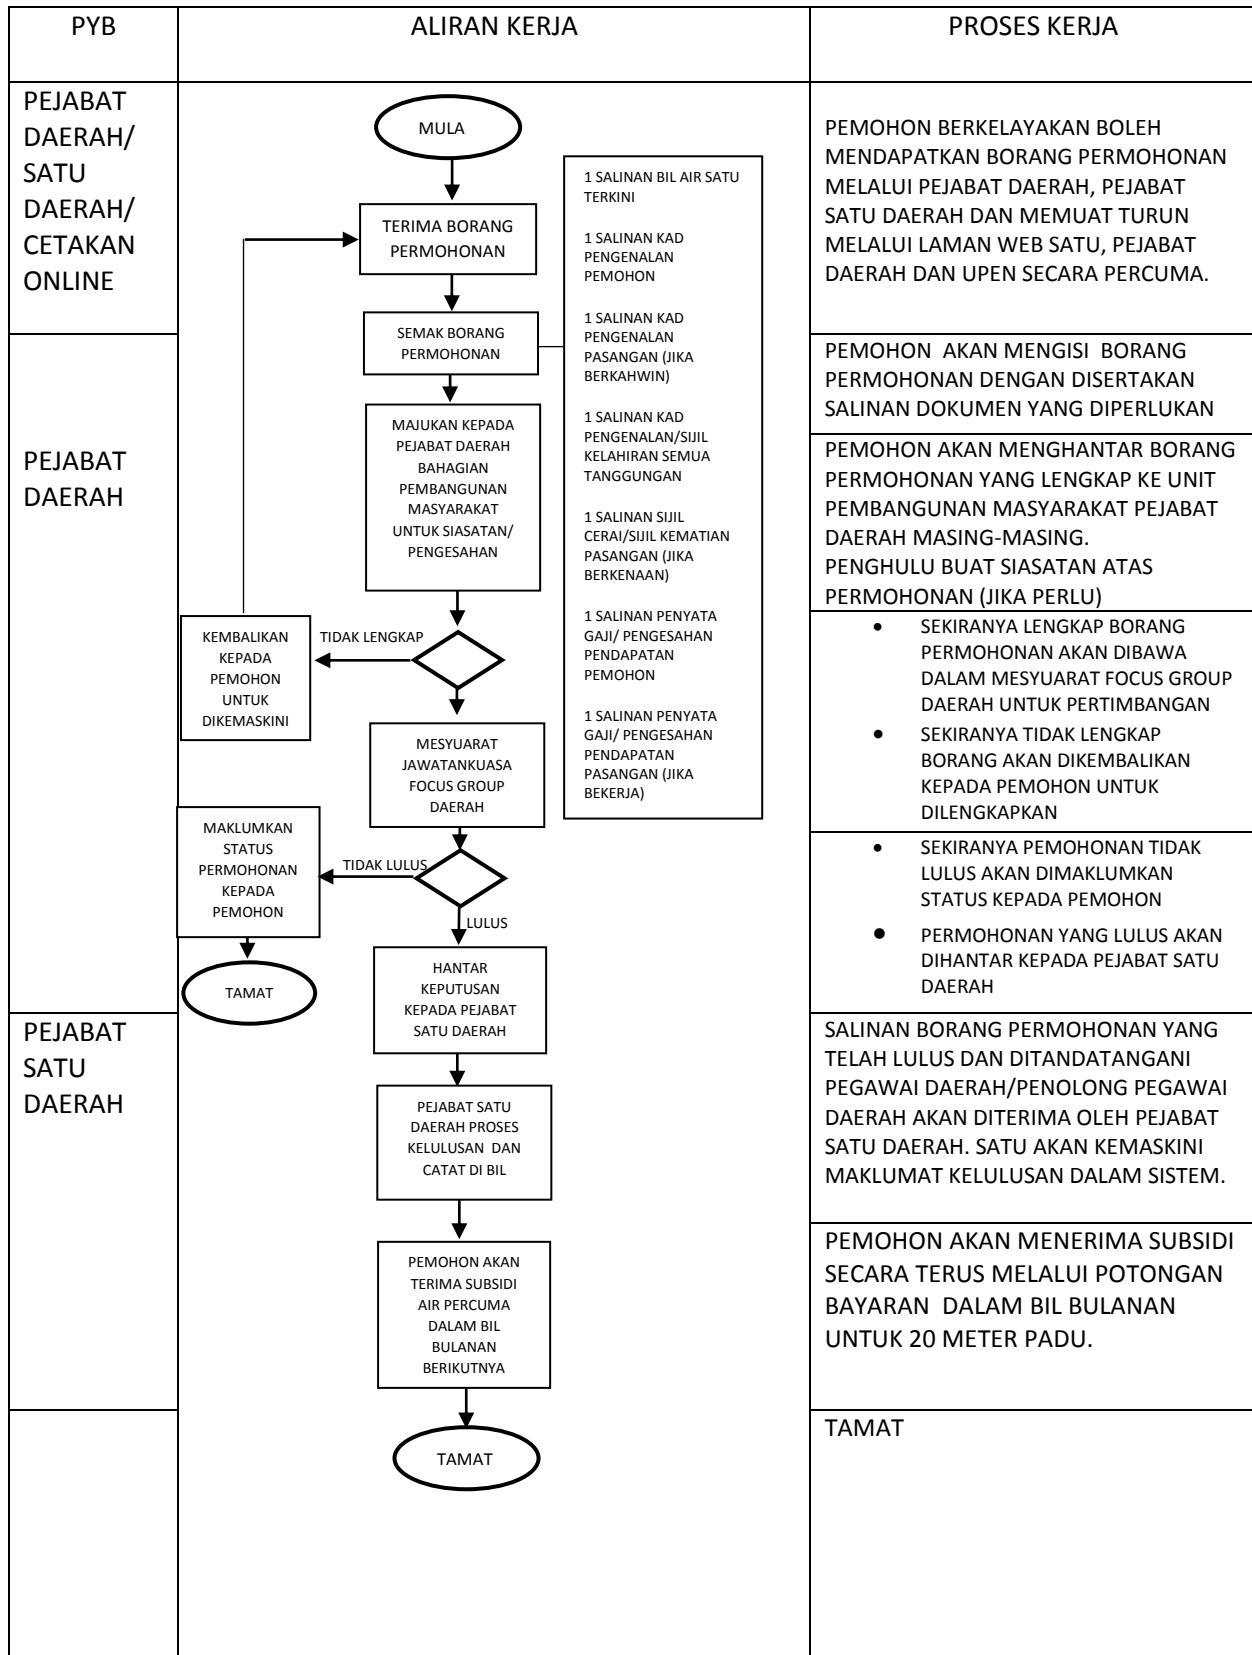 PYB
ALIRAN KERJA
PROSES KERJA
PEJABAT
DAERAH/
SATU
DAERAH/
CETAKAN
ONLINE
MULA
TERIMA BORANG
PERMOHONAN
SEMAK BORANG
PERMOHONAN
1 SALINAN BIL AIR SATU
TERKINI
1 SALINAN KAD
PENGENALAN
PEMOHON
1 SALINAN KAD
PENGENALAN
PASANGAN (JIKA
BERKAHWIN)
1 SALINAN KAD
PENGENALAN/SIJIL
KELAHIRAN SEMUA
TANGGUNGAN
1 SALINAN SIJIL
CERAI/SIJIL KEMATIAN
PASANGAN (JIKA
BERKENAAN)
1 SALINAN PENYATA
GAJI/ PENGESAHAN
PENDAPATAN
PEMOHON
1 SALINAN PENYATA
GAJI/ PENGESAHAN
PENDAPATAN
PASANGAN (JIKA
BEKERJA)
PEMOHON BERKELAYAKAN BOLEH
MENDAPATKAN BORANG PERMOHONAN
MELALUI PEJABAT DAERAH, PEJABAT
SATU DAERAH DAN MEMUAT TURUN
MELALUI LAMAN WEB SATU, PEJABAT
DAERAH DAN UPEN SECARA PERCUMA.
PEJABAT
DAERAH
MAJUKAN KEPADA
PEJABAT DAERAH
BAHAGIAN
PEMBANGUNAN
MASYARAKAT
UNTUK SIASATAN/
PENGESAHAN
TIDAK LENGKAP
KEMBALIKAN
KEPADA
PEMOHON
UNTUK
DIKEMASKINI
MESYUARAT
JAWATANKUASA
FOCUS GROUP
DAERAH
TIDAK LULUS
MAKLUMKAN
STATUS
PERMOHONAN
KEPADA
PEMOHON
TAMAT
LULUS
HANTAR
KEPUTUSAN
KEPADA PEJABAT
SATU DAERAH
PEMOHON  AKAN MENGISI  BORANG
PERMOHONAN DENGAN DISERTAKAN
SALINAN DOKUMEN YANG DIPERLUKAN
PEMOHON AKAN MENGHANTAR BORANG
PERMOHONAN YANG LENGKAP KE UNIT
PEMBANGUNAN MASYARAKAT PEJABAT
DAERAH MASING-MASING.
PENGHULU BUAT SIASATAN ATAS
PERMOHONAN (JIKA PERLU)
• SEKIRANYA LENGKAP BORANG
PERMOHONAN AKAN DIBAWA
DALAM MESYUARAT FOCUS GROUP
DAERAH UNTUK PERTIMBANGAN
• SEKIRANYA TIDAK LENGKAP
BORANG AKAN DIKEMBALIKAN
KEPADA PEMOHON UNTUK
DILENGKAPKAN
• SEKIRANYA PEMOHONAN TIDAK
LULUS AKAN DIMAKLUMKAN
STATUS KEPADA PEMOHON
• PERMOHONAN YANG LULUS AKAN
DIHANTAR KEPADA PEJABAT SATU
DAERAH
PEJABAT
SATU
DAERAH
PEJABAT SATU
DAERAH PROSES
KELULUSAN  DAN
CATAT DI BIL
PEMOHON AKAN
TERIMA SUBSIDI
AIR PERCUMA
DALAM BIL
BULANAN
BERIKUTNYA
SALINAN BORANG PERMOHONAN YANG
TELAH LULUS DAN DITANDATANGANI
PEGAWAI DAERAH/PENOLONG PEGAWAI
DAERAH AKAN DITERIMA OLEH PEJABAT
SATU DAERAH. SATU AKAN KEMASKINI
MAKLUMAT KELULUSAN DALAM SISTEM.
PEMOHON AKAN MENERIMA SUBSIDI
SECARA TERUS MELALUI POTONGAN
BAYARAN  DALAM BIL BULANAN
UNTUK 20 METER PADU.
TAMAT
TAMAT